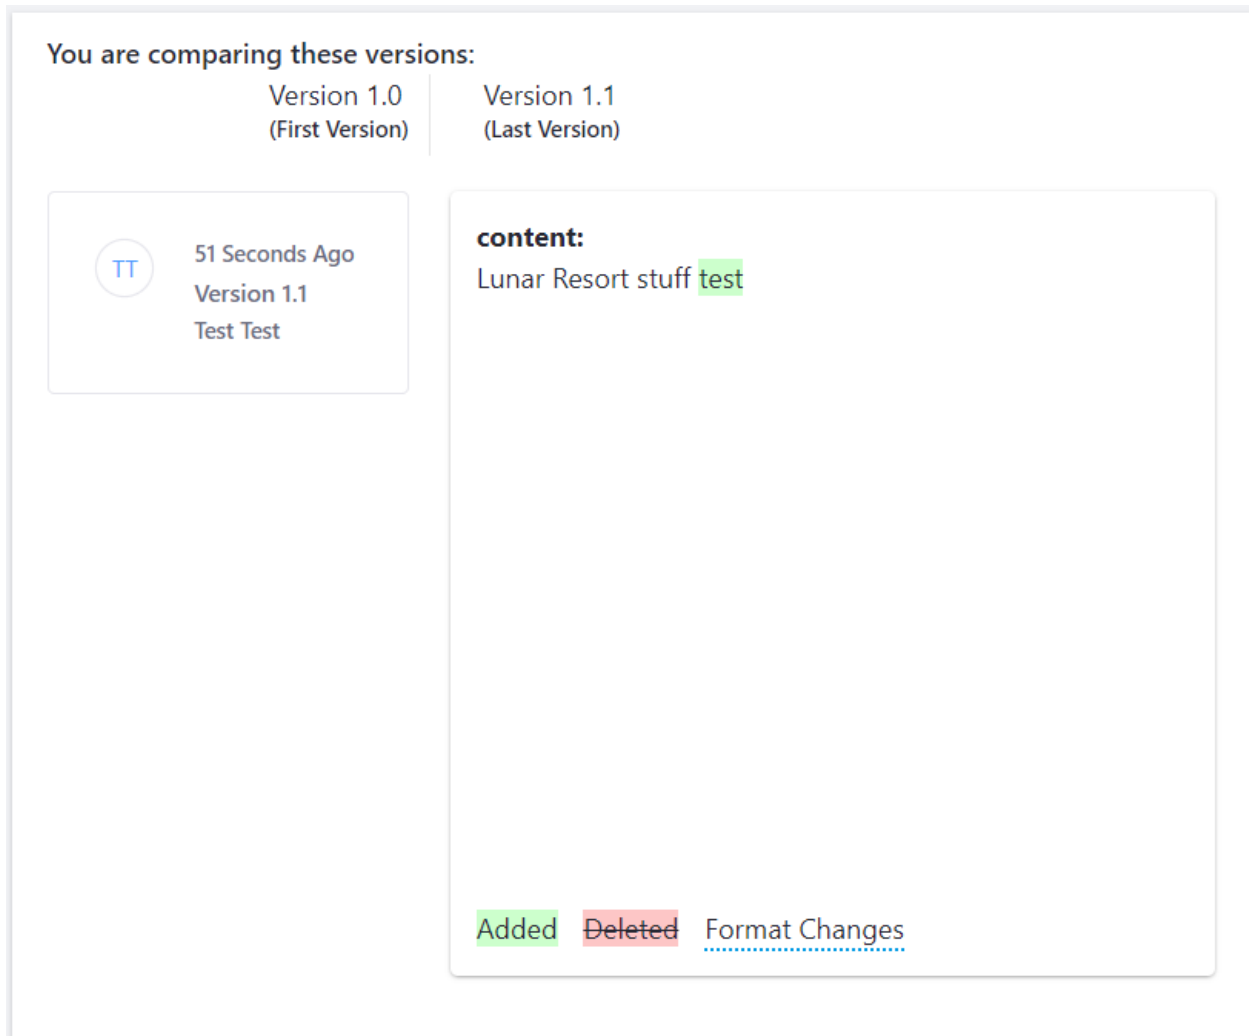 You are comparing these versions:
Version 1.0
(First Version)
Version 1.1
(Last Version)
TT
51 Seconds Ago
Version 1.1
Test Test
content:
Lunar Resort stuff test
Added Deleted Format Changes